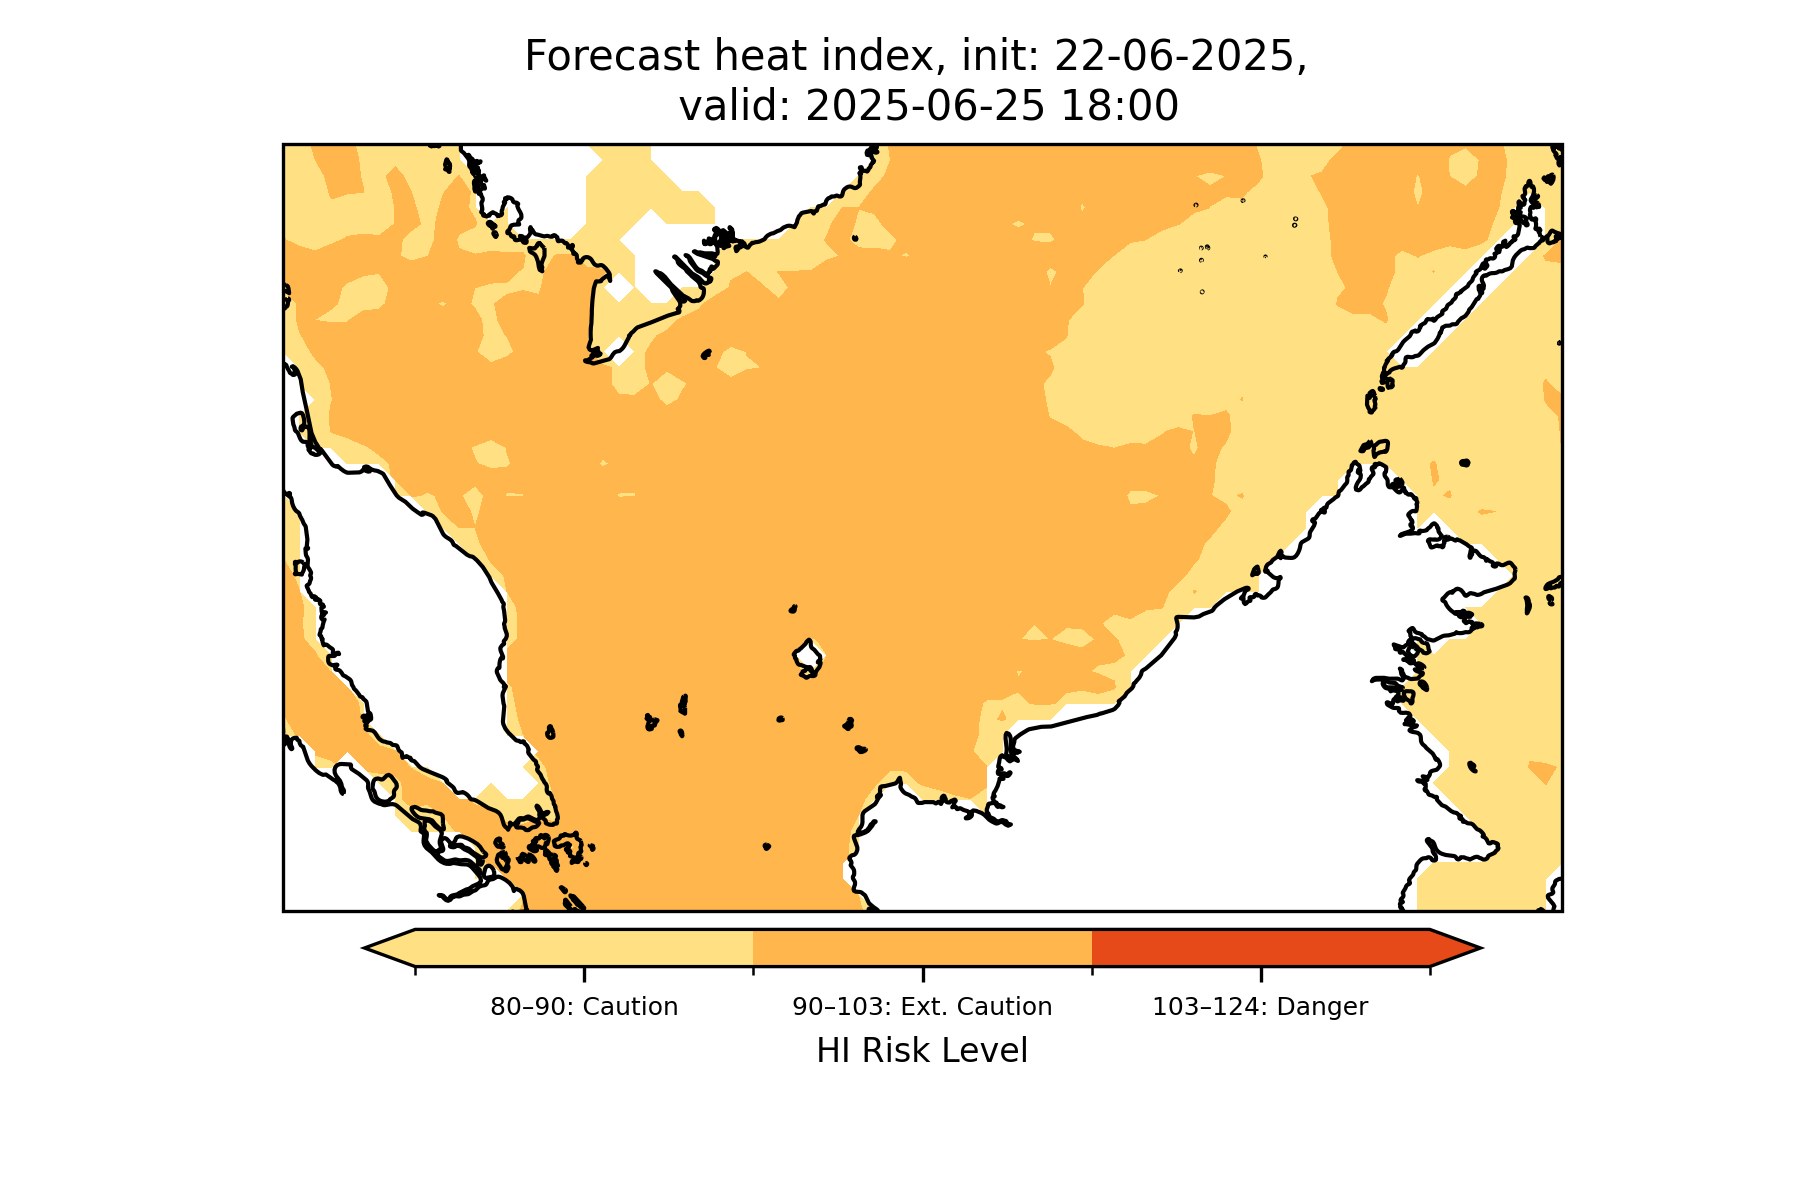 Forecast heat index, init: 22-06-2025,
valid: 2025-06-25 18:00
80–90: Caution
90–103: Ext. Caution
103–124: Danger
HI Risk Level